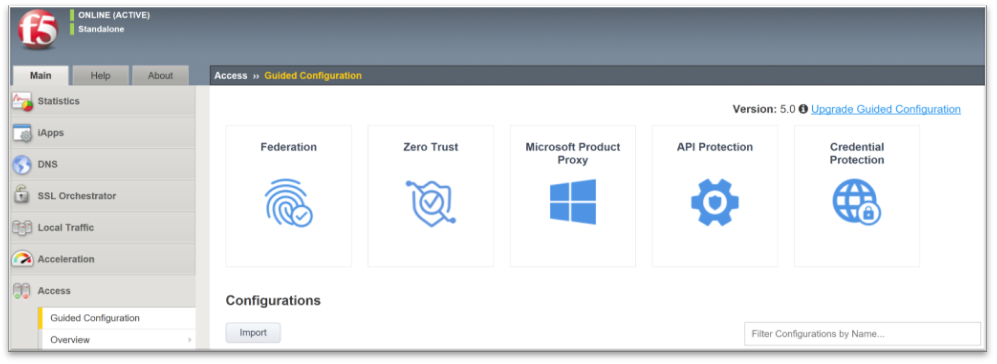 f5
ONLINE (ACTIVE)
Standalone
Main Help About
Access ›› Guided Configuration
Statistics
iApps
DNS
SSL Orchestrator
Local Traffic
Acceleration
Access
Guided Configuration
Overview
Version: 5.0 Upgrade Guided Configuration
Federation
Zero Trust
Microsoft Product
Proxy
API Protection
Credential
Protection
Configurations
Import
Filter Configurations by Name...